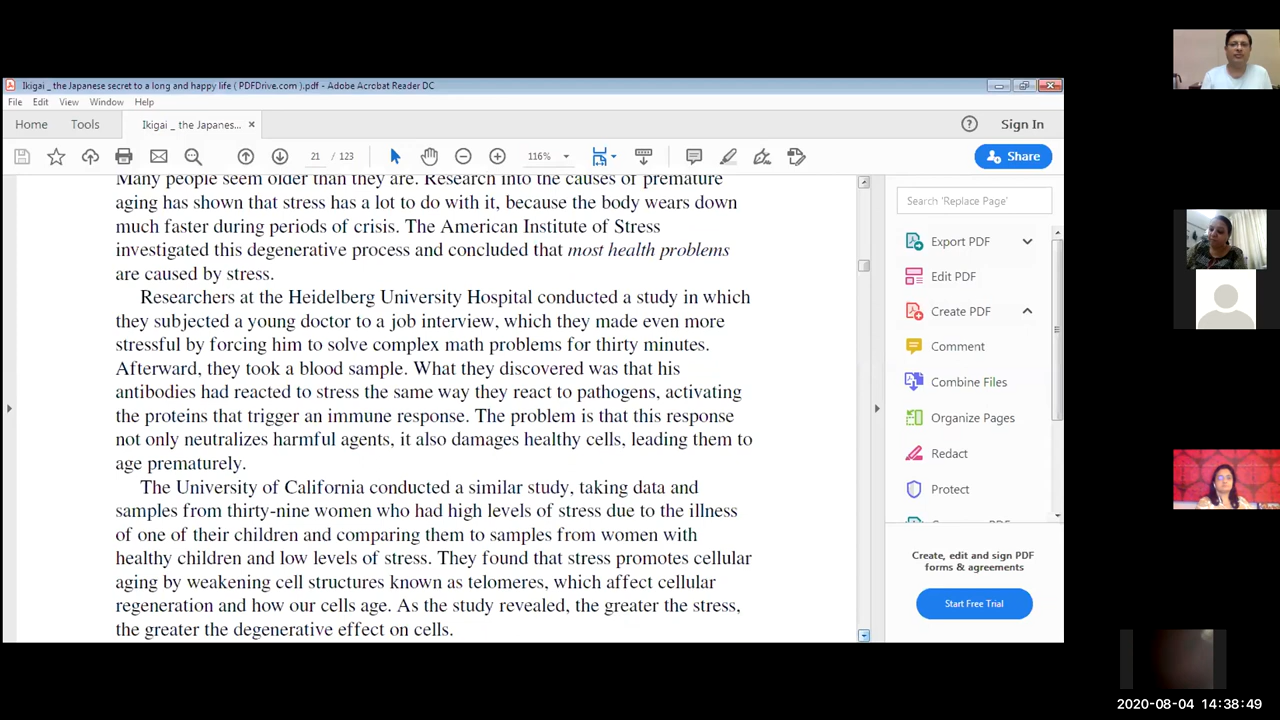 Ikigai _ the Japanese secret to a long and happy life ( PDFDrive.com ).pdf - Adobe Acrobat Reader DC
File Edit View Window Help
Home Tools Ikigai _ the Japanes... × Sign In
21 / 123 116% Share
Many people seem older than they are. Research into the causes of premature
aging has shown that stress has a lot to do with it, because the body wears down
much faster during periods of crisis. The American Institute of Stress
investigated this degenerative process and concluded that most health problems
are caused by stress.
Researchers at the Heidelberg University Hospital conducted a study in which
they subjected a young doctor to a job interview, which they made even more
stressful by forcing him to solve complex math problems for thirty minutes.
Afterward, they took a blood sample. What they discovered was that his
antibodies had reacted to stress the same way they react to pathogens, activating
the proteins that trigger an immune response. The problem is that this response
not only neutralizes harmful agents, it also damages healthy cells, leading them to
age prematurely.
The University of California conducted a similar study, taking data and
samples from thirty-nine women who had high levels of stress due to the illness
of one of their children and comparing them to samples from women with
healthy children and low levels of stress. They found that stress promotes cellular
aging by weakening cell structures known as telomeres, which affect cellular
regeneration and how our cells age. As the study revealed, the greater the stress,
the greater the degenerative effect on cells.
Search 'Replace Page'
Export PDF
Edit PDF
Create PDF
Comment
Combine Files
Organize Pages
Redact
Protect
Create, edit and sign PDF
forms & agreements
Start Free Trial
2020-08-04 14:38:49